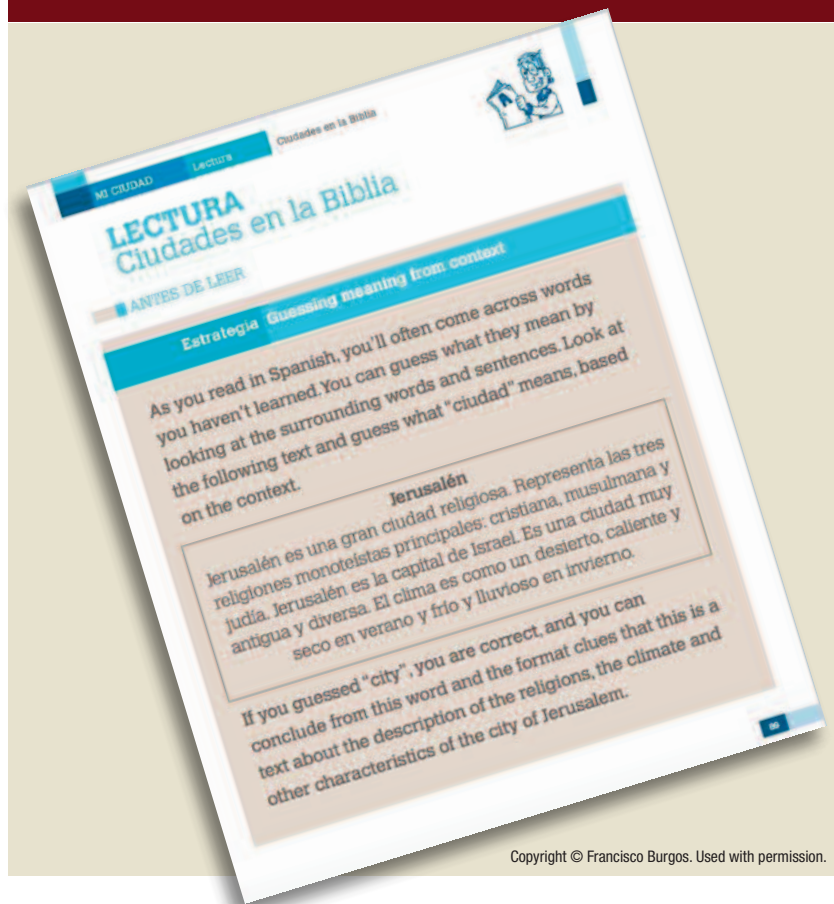 MI CIUDAD Lectura Ciudades en la Biblia
LECTURA
Ciudades en la Biblia
ANTES DE LEER
Estrategia Guessing meaning from context
As you read in Spanish, you'll often come across words
you haven't learned. You can guess what they mean by
looking at the surrounding words and sentences. Look at
the following text and guess what "ciudad" means, based
on the context.
Jerusalén
Jerusalén es una gran ciudad religiosa. Representa las tres
religiones monoteístas principales: cristiana, musulmana y
judía. Jerusalén es la capital de Israel. Es una ciudad muy
antigua y diversa. El clima es como un desierto, caliente y
seco en verano y frío y lluvioso en invierno.
If you guessed "city", you are correct, and you can
conclude from this word and the format clues that this is a
text about the description of the religions, the climate and
other characteristics of the city of Jerusalem.
Copyright © Francisco Burgos. Used with permission.